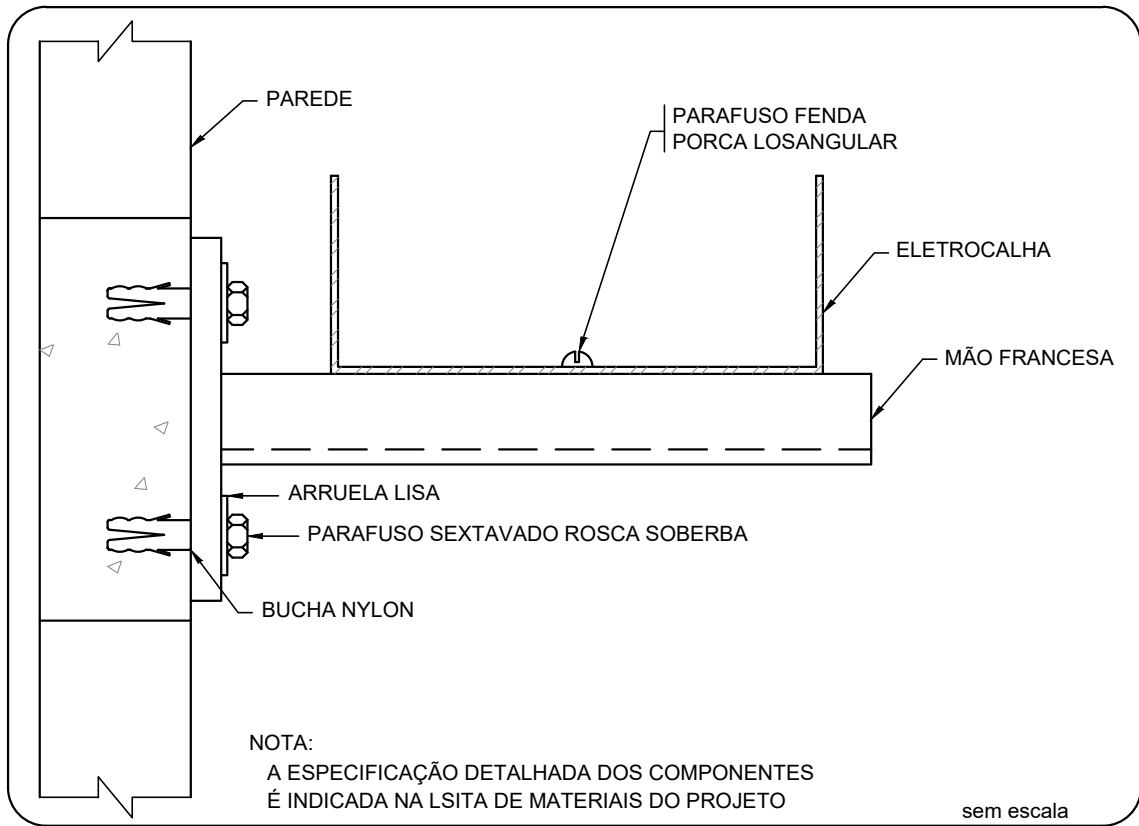 PAREDE
PARAFUSO FENDA
PORCA LOSANGULAR
ELETROCALHA
MÃO FRANCESA
ARRUELA LISA
PARAFUSO SEXTAVADO ROSCA SOBERBA
BUCHA NYLON
NOTA:
A ESPECIFICAÇÃO DETALHADA DOS COMPONENTES
É INDICADA NA LSITA DE MATERIAIS DO PROJETO
sem escala